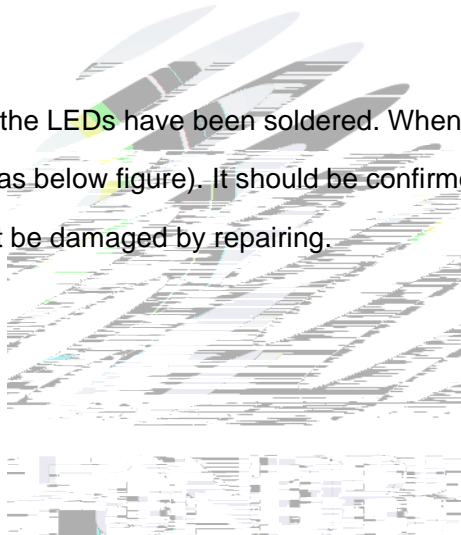 the LEDs have been soldered. When
as below figure). It should be confirme
t be damaged by repairing.